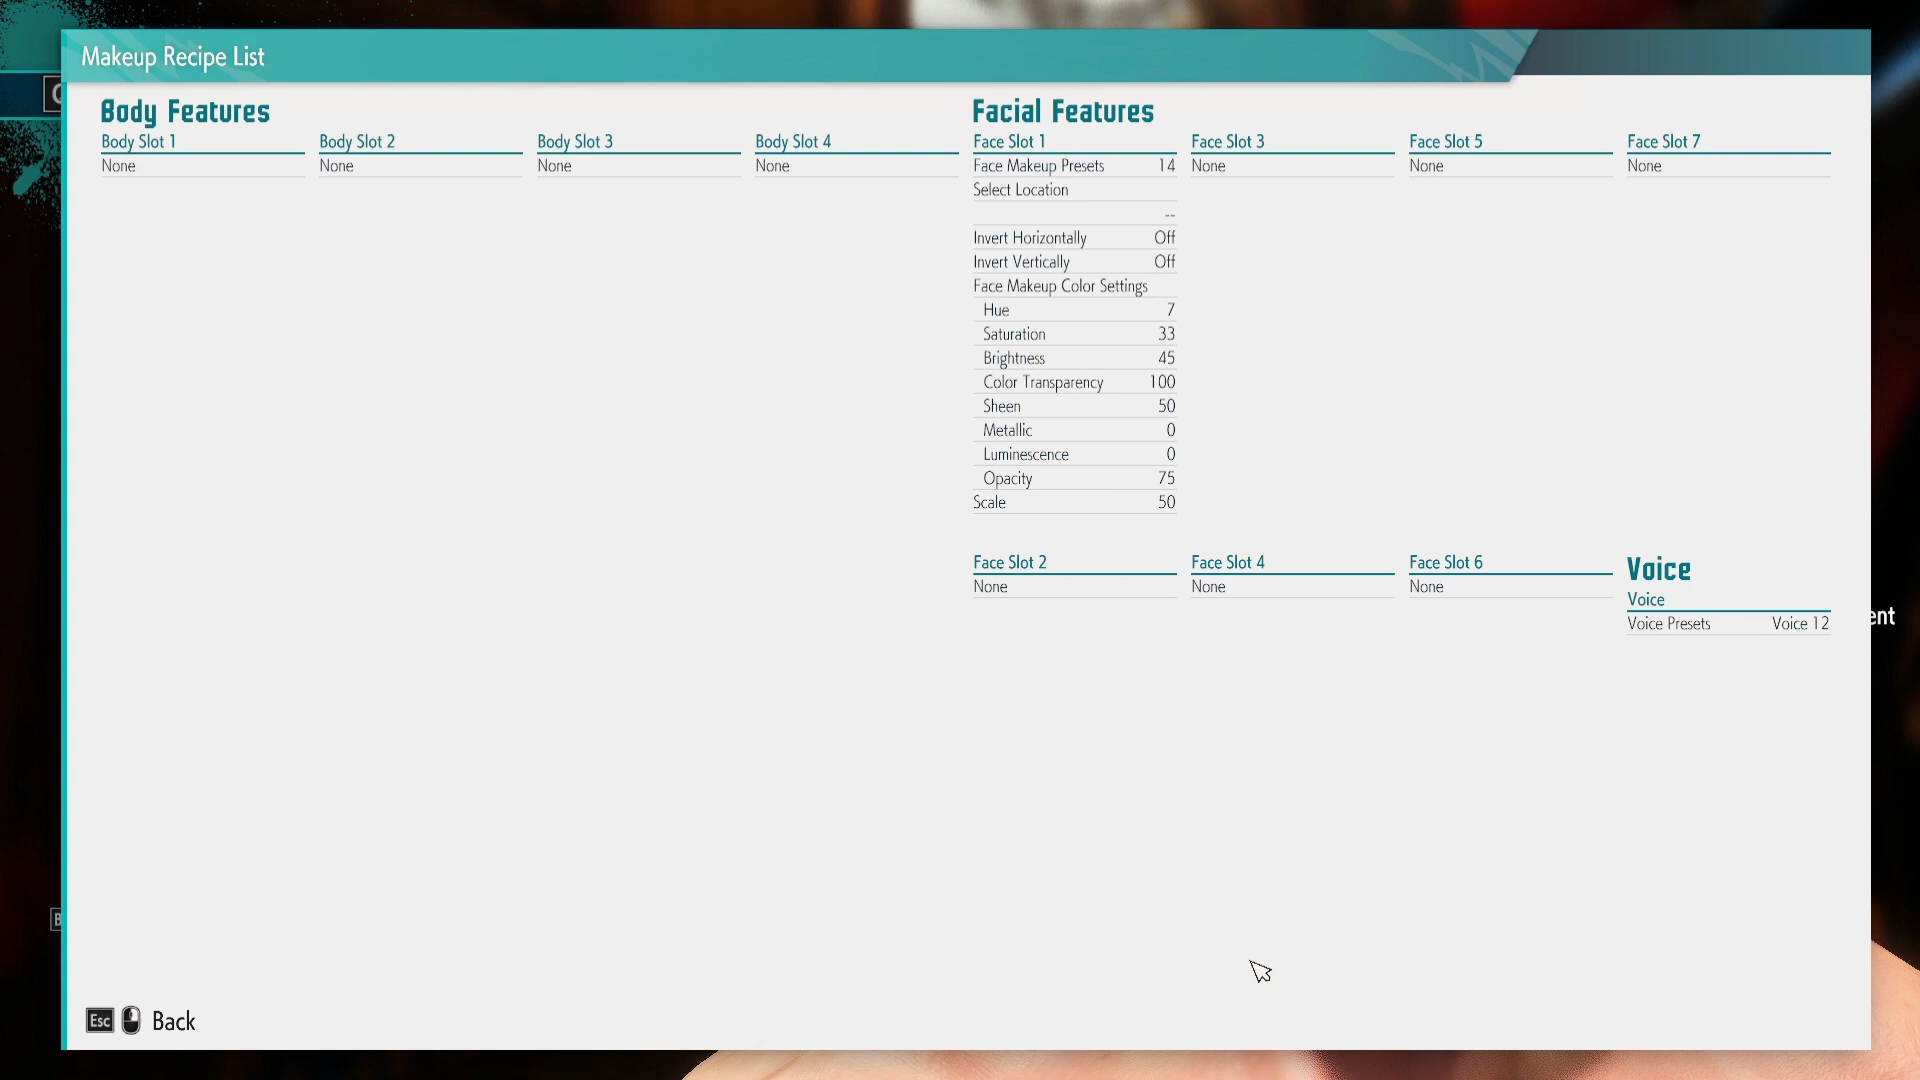 Makeup Recipe List
Body Features
Body Slot 1
None
Body Slot 2
None
Body Slot 3
None
Body Slot 4
None
Facial Features
Face Slot 1
Face Makeup Presets 14
Select Location
--
Invert Horizontally Off
Invert Vertically Off
Face Makeup Color Settings
Hue 7
Saturation 33
Brightness 45
Color Transparency 100
Sheen 50
Metallic 0
Luminescence 0
Opacity 75
Scale 50
Face Slot 3
None
Face Slot 5
None
Face Slot 7
None
Face Slot 2
None
Face Slot 4
None
Face Slot 6
None
Voice
Voice
Voice Presets Voice 12
Esc Back